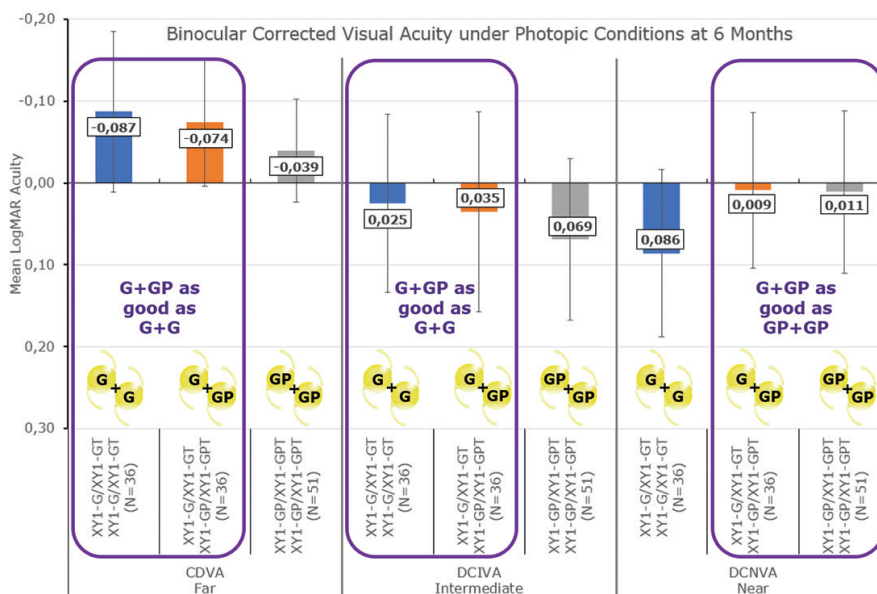 Binocular Corrected Visual Acuity under Photopic Conditions at 6 Months
Mean LogMAR Acuity
-0,20
-0,10
0,00
0,10
0,20
0,30
-0,087
-0,074
-0,039
0,025
0,035
0,069
0,086
0,009
0,011
G+GP as
good as
G+G
G+GP as
good as
G+G
G+GP as
good as
GP+GP
G
+
G
G
+
GP
GP
+
GP
G
+
G
G
+
GP
GP
+
GP
G
+
G
G
+
GP
GP
+
GP
XY1-G/XY1-GT
XY1-G/XY1-GT
(N=36)
XY1-G/XY1-GT
XY1-GP/XY1-GPT
(N=36)
XY1-GP/XY1-GPT
XY1-GP/XY1-GPT
(N=51)
XY1-G/XY1-GT
XY1-G/XY1-GT
(N=36)
XY1-G/XY1-GT
XY1-GP/XY1-GPT
(N=36)
XY1-GP/XY1-GPT
XY1-GP/XY1-GPT
(N=51)
XY1-G/XY1-GT
XY1-G/XY1-GT
(N=36)
XY1-G/XY1-GT
XY1-GP/XY1-GPT
(N=36)
XY1-GP/XY1-GPT
XY1-GP/XY1-GPT
(N=51)
CDVA
Far
DCIVA
Intermediate
DCNVA
Near